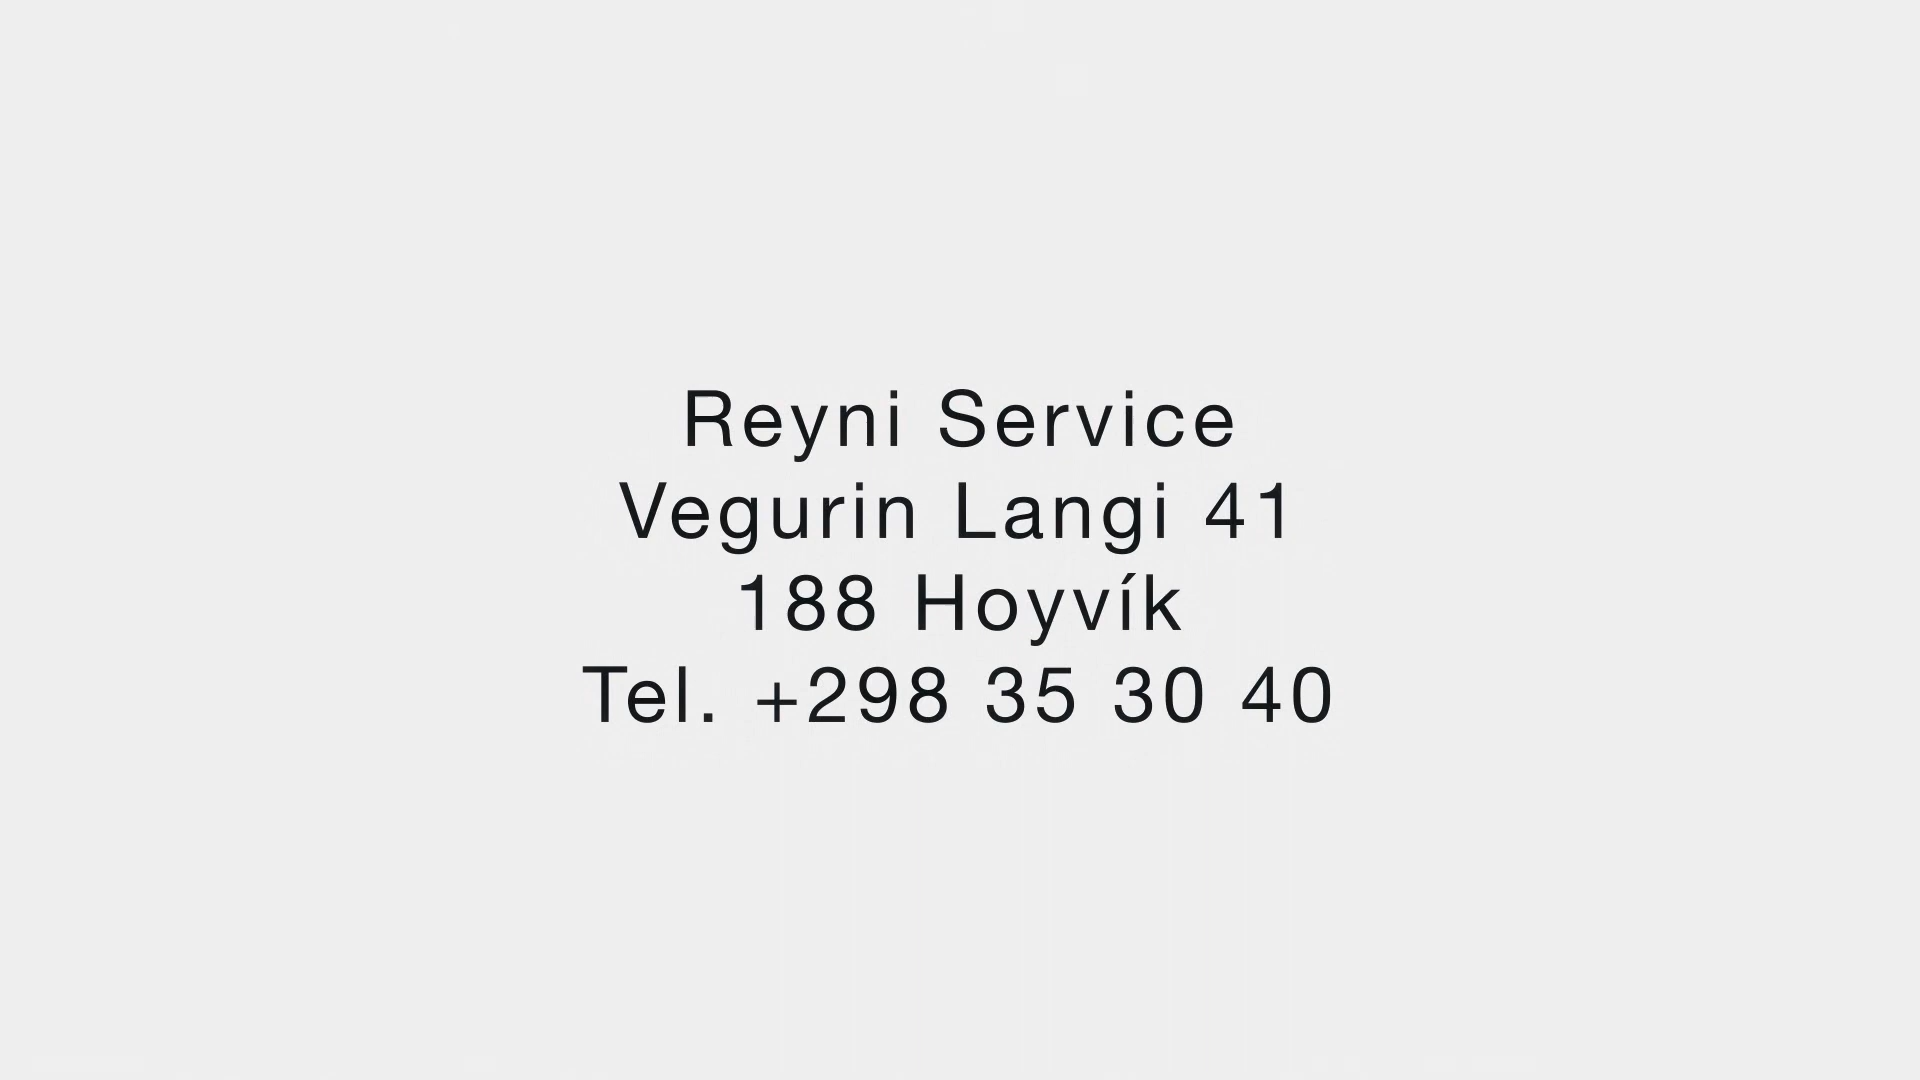 Reyni Service
Vegurin Langi 41
188 Hoyvík
Tel. +298 35 30 40